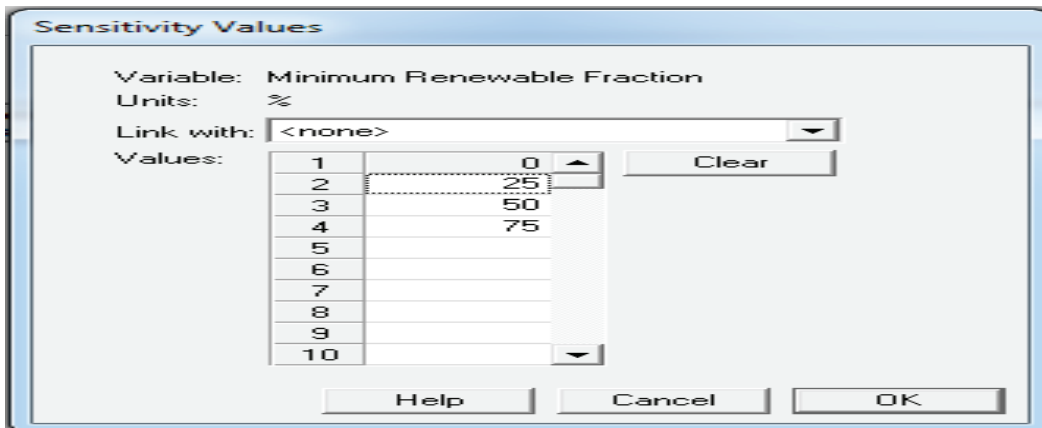 Sensitivity Values
Variable: Minimum Renewable Fraction
Units: %
Link with: <none>
Values:
1 0
2 25
3 50
4 75
5
6
7
8
9
10
Clear
Help Cancel OK